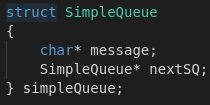 struct SimpleQueue
{
    char* message;
    SimpleQueue* nextSQ;
} simpleQueue;